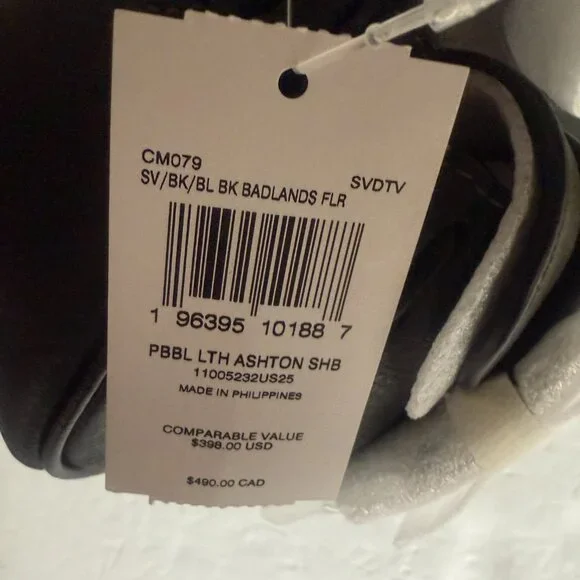 CM079
SV/BK/BL BK BADLANDS FLR SVDTV
1 96395 10188 7
PBBL LTH ASHTON SHB
11005232US25
MADE IN PHILIPPINES
COMPARABLE VALUE
$398.00 USD
$490.00 CAD